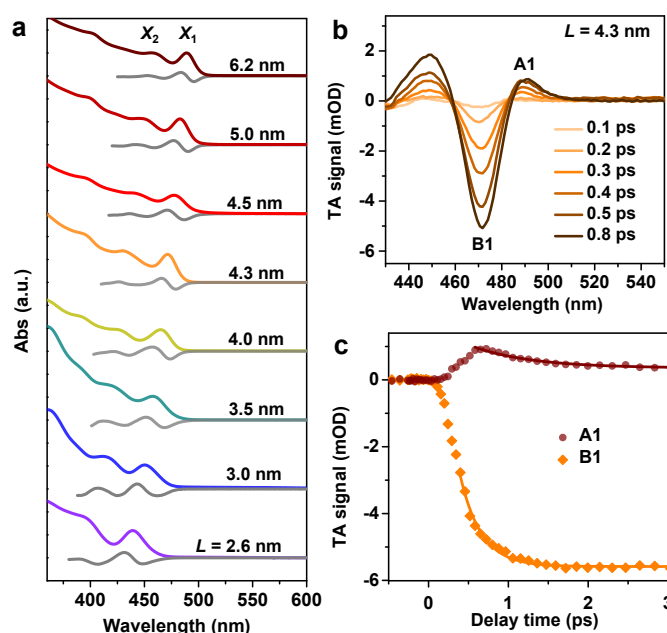 a
X2 X1
6.2 nm
5.0 nm
4.5 nm
4.3 nm
4.0 nm
3.5 nm
3.0 nm
L = 2.6 nm
Abs (a.u.)
400 450 500 550 600
Wavelength (nm)
b
L = 4.3 nm
A1
B1
0.1 ps
0.2 ps
0.3 ps
0.4 ps
0.5 ps
0.8 ps
2
0
-2
-4
-6
TA signal (mOD)
440 460 480 500 520 540
Wavelength (nm)
c
A1
B1
2
0
-2
-4
-6
TA signal (mOD)
0 1 2 3
Delay time (ps)